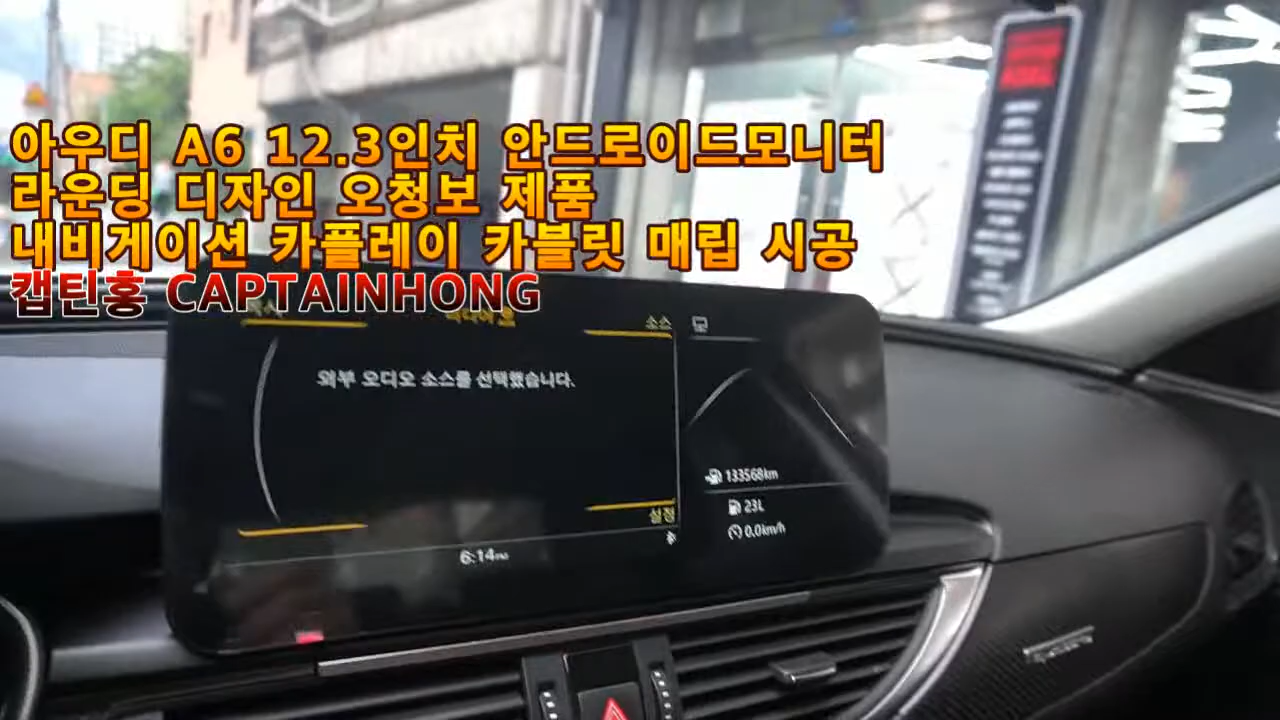 아우디 A6 12.3인치 안드로이드모니터
라운딩 디자인 오청보 제품
내비게이션 카플레이 카블릿 매립 시공
캡틴홍 CAPTAINHONG
소스
외부 오디오 소스를 선택했습니다.
133568km
23L
설정
0.0km/h
6:14